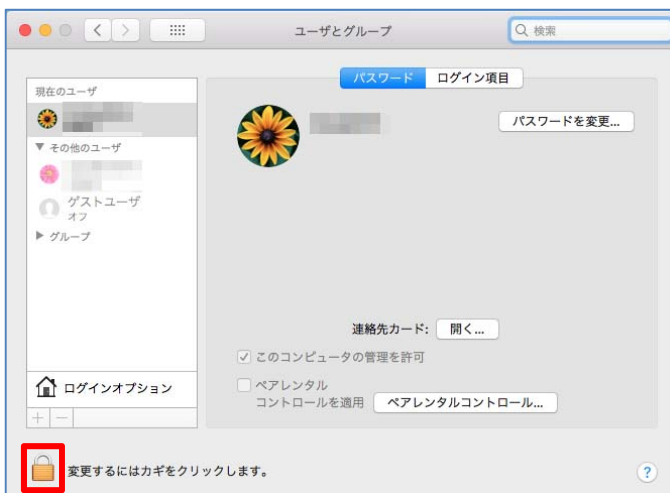 ユーザとグループ
検索
現在のユーザ
その他のユーザ
ゲストユーザ
オフ
グループ
ログインオプション
パスワード ログイン項目
パスワードを変更...
連絡先カード: 開く...
このコンピュータの管理を許可
ペアレンタル
コントロールを適用 ペアレンタルコントロール...
変更するにはカギをクリックします。
?